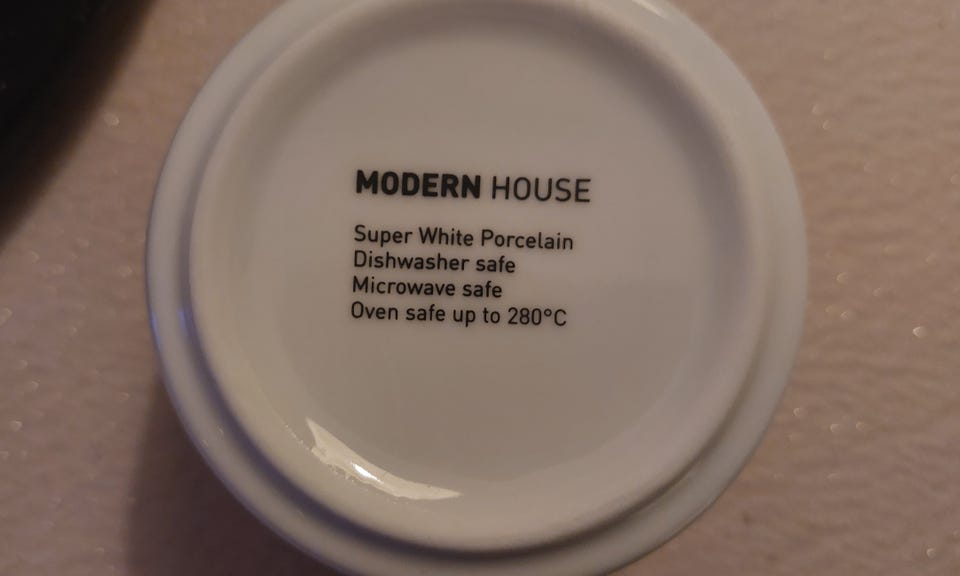 MODERN HOUSE
Super White Porcelain
Dishwasher safe
Microwave safe
Oven safe up to 280°C